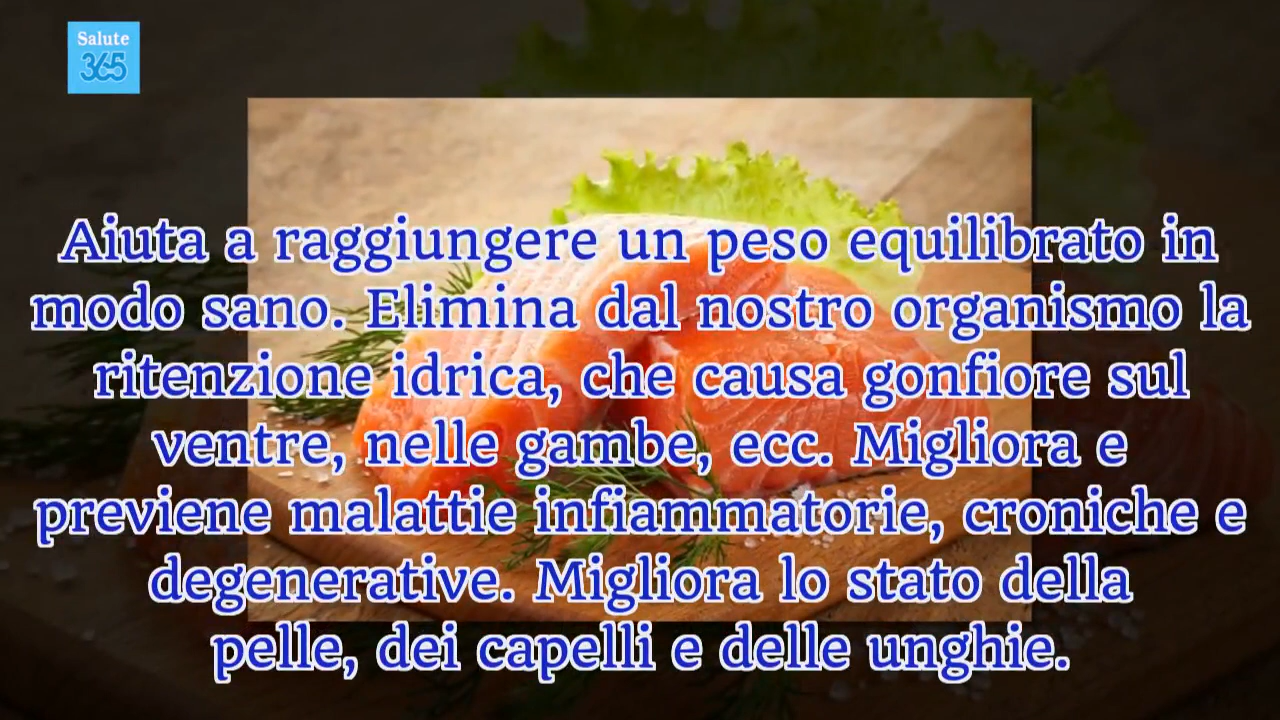 Salute
365
Aiuta a raggiungere un peso equilibrato in
modo sano. Elimina dal nostro organismo la
ritenzione idrica, che causa gonfiore sul
ventre, nelle gambe, ecc. Migliora e
previene malattie infiammatorie, croniche e
degenerative. Migliora lo stato della
pelle, dei capelli e delle unghie.